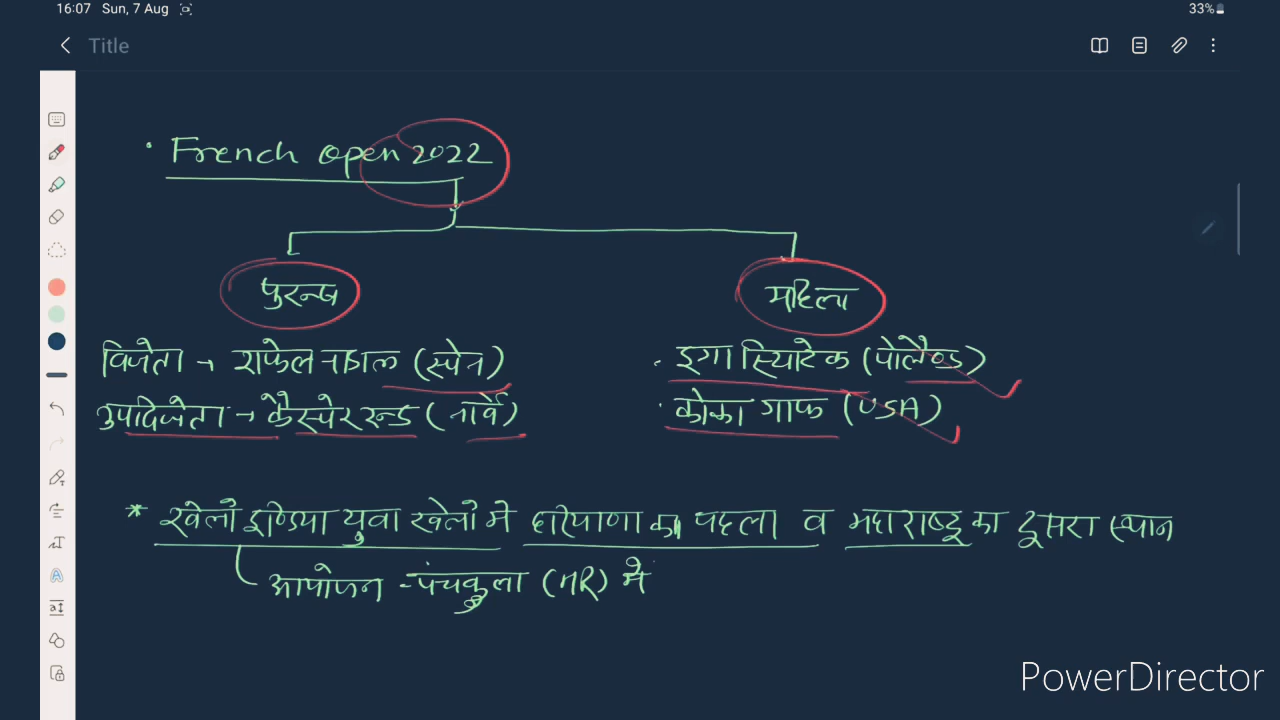 16:07 Sun, 7 Aug
33%
Title
· French open 2022
पुरूष
महिला
विजेता → राफेल नडाल (स्पेन)
· इगा स्वियाटेक (पोलैण्ड)
उपविजेता → कैस्पेर रूड (नार्वे)
· कोका गाफ (USA)
* खेलो इण्डिया युवा खेलो मे हरियाणा का पहला व महाराष्ट्र का दूसरा स्थान
आयोजन - पंचकुला (HR) मे
PowerDirector